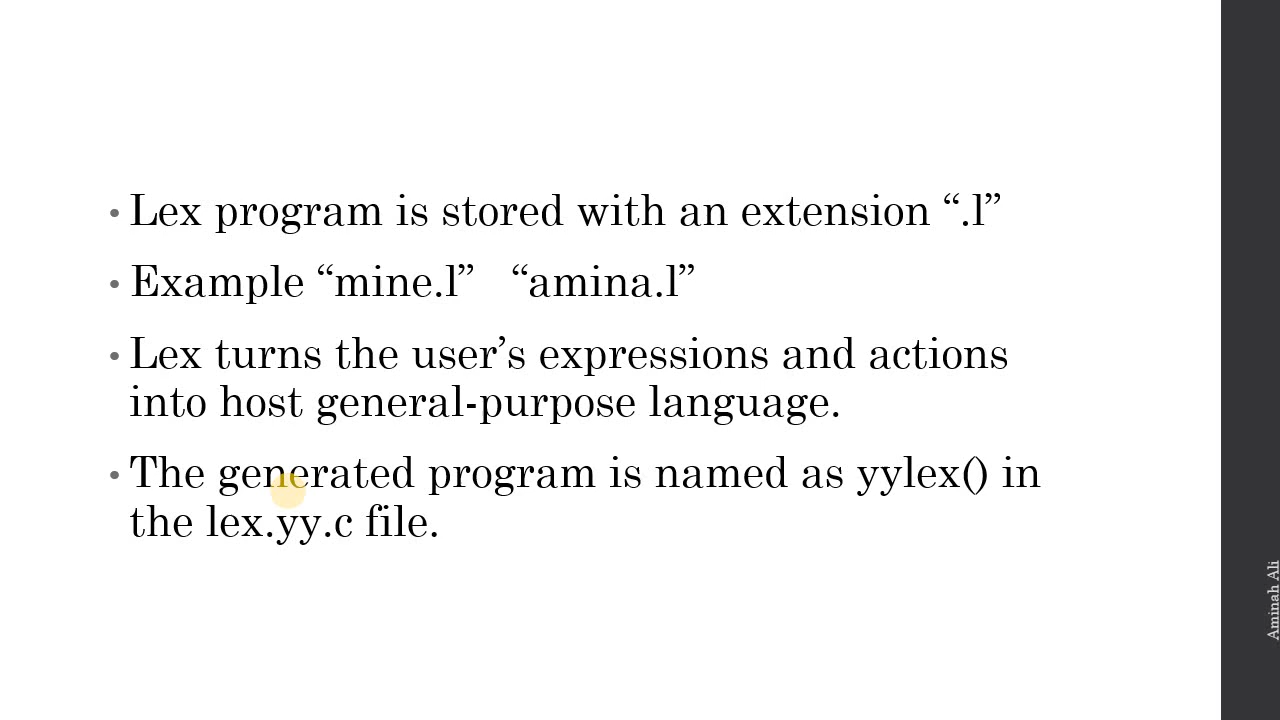 • Lex program is stored with an extension “.l”
• Example “mine.l”   “amina.l”
• Lex turns the user’s expressions and actions
into host general-purpose language.
• The generated program is named as yylex() in
the lex.yy.c file.
Aminah Ali